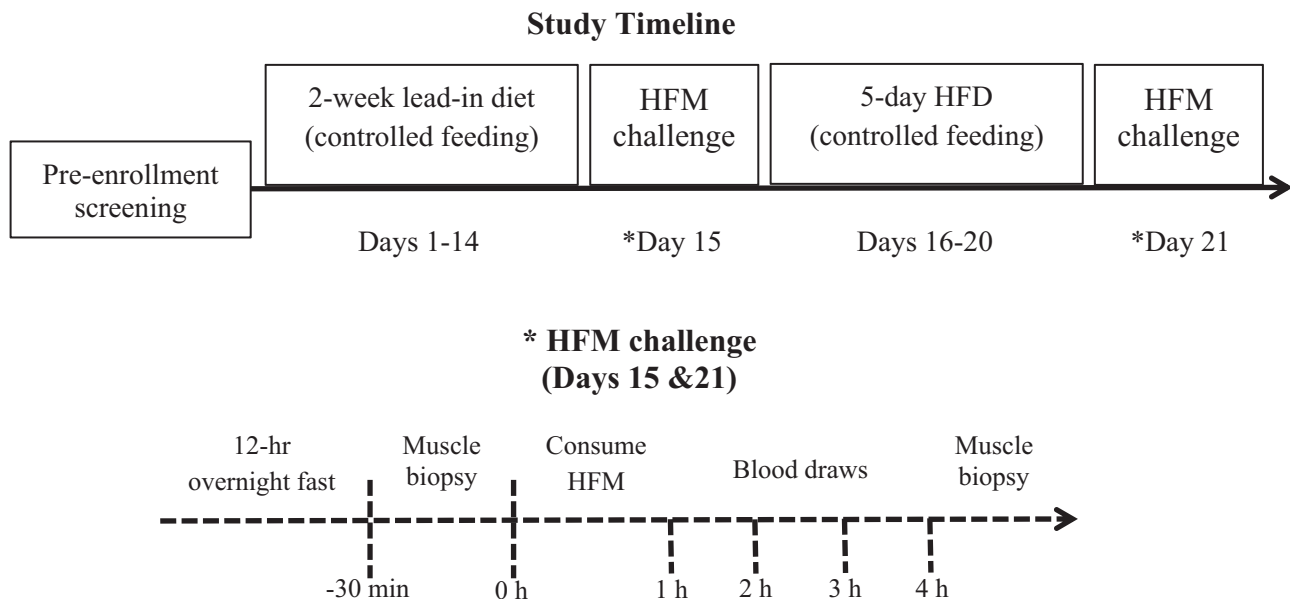 Study Timeline
2-week lead-in diet
(controlled feeding)
HFM
challenge
5-day HFD
(controlled feeding)
HFM
challenge
Pre-enrollment
screening
Days 1-14
*Day 15
Days 16-20
*Day 21
* HFM challenge
(Days 15 &21)
12-hr
overnight fast
Muscle
biopsy
Consume
HFM
Blood draws
Muscle
biopsy
-30 min
0 h
1 h
2 h
3 h
4 h